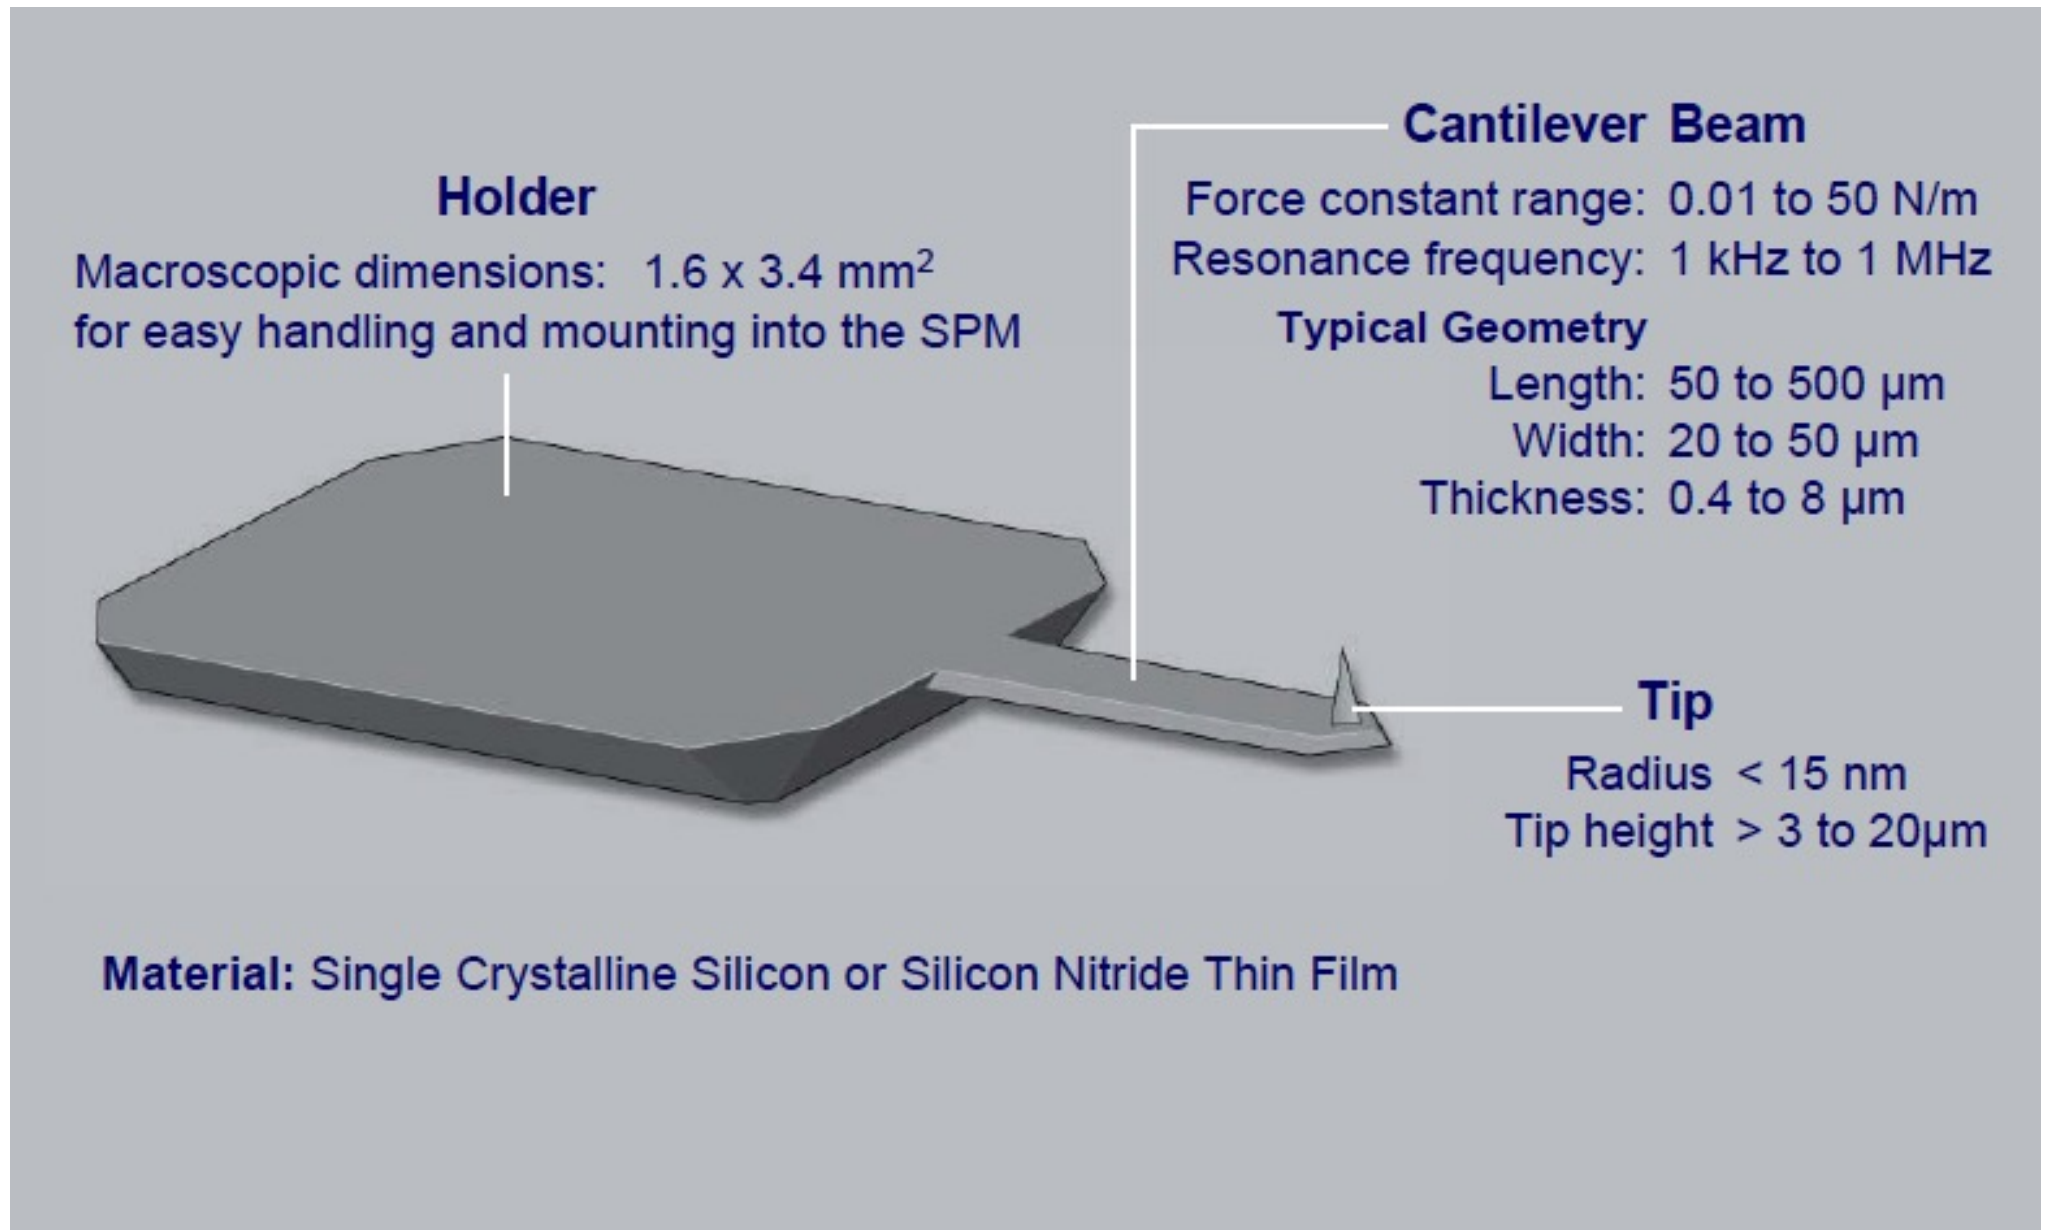 Holder
Macroscopic dimensions: 1.6 x 3.4 mm²
for easy handling and mounting into the SPM
Cantilever Beam
Force constant range: 0.01 to 50 N/m
Resonance frequency: 1 kHz to 1 MHz
Typical Geometry
Length: 50 to 500 µm
Width: 20 to 50 µm
Thickness: 0.4 to 8 µm
Tip
Radius < 15 nm
Tip height > 3 to 20µm
Material: Single Crystalline Silicon or Silicon Nitride Thin Film